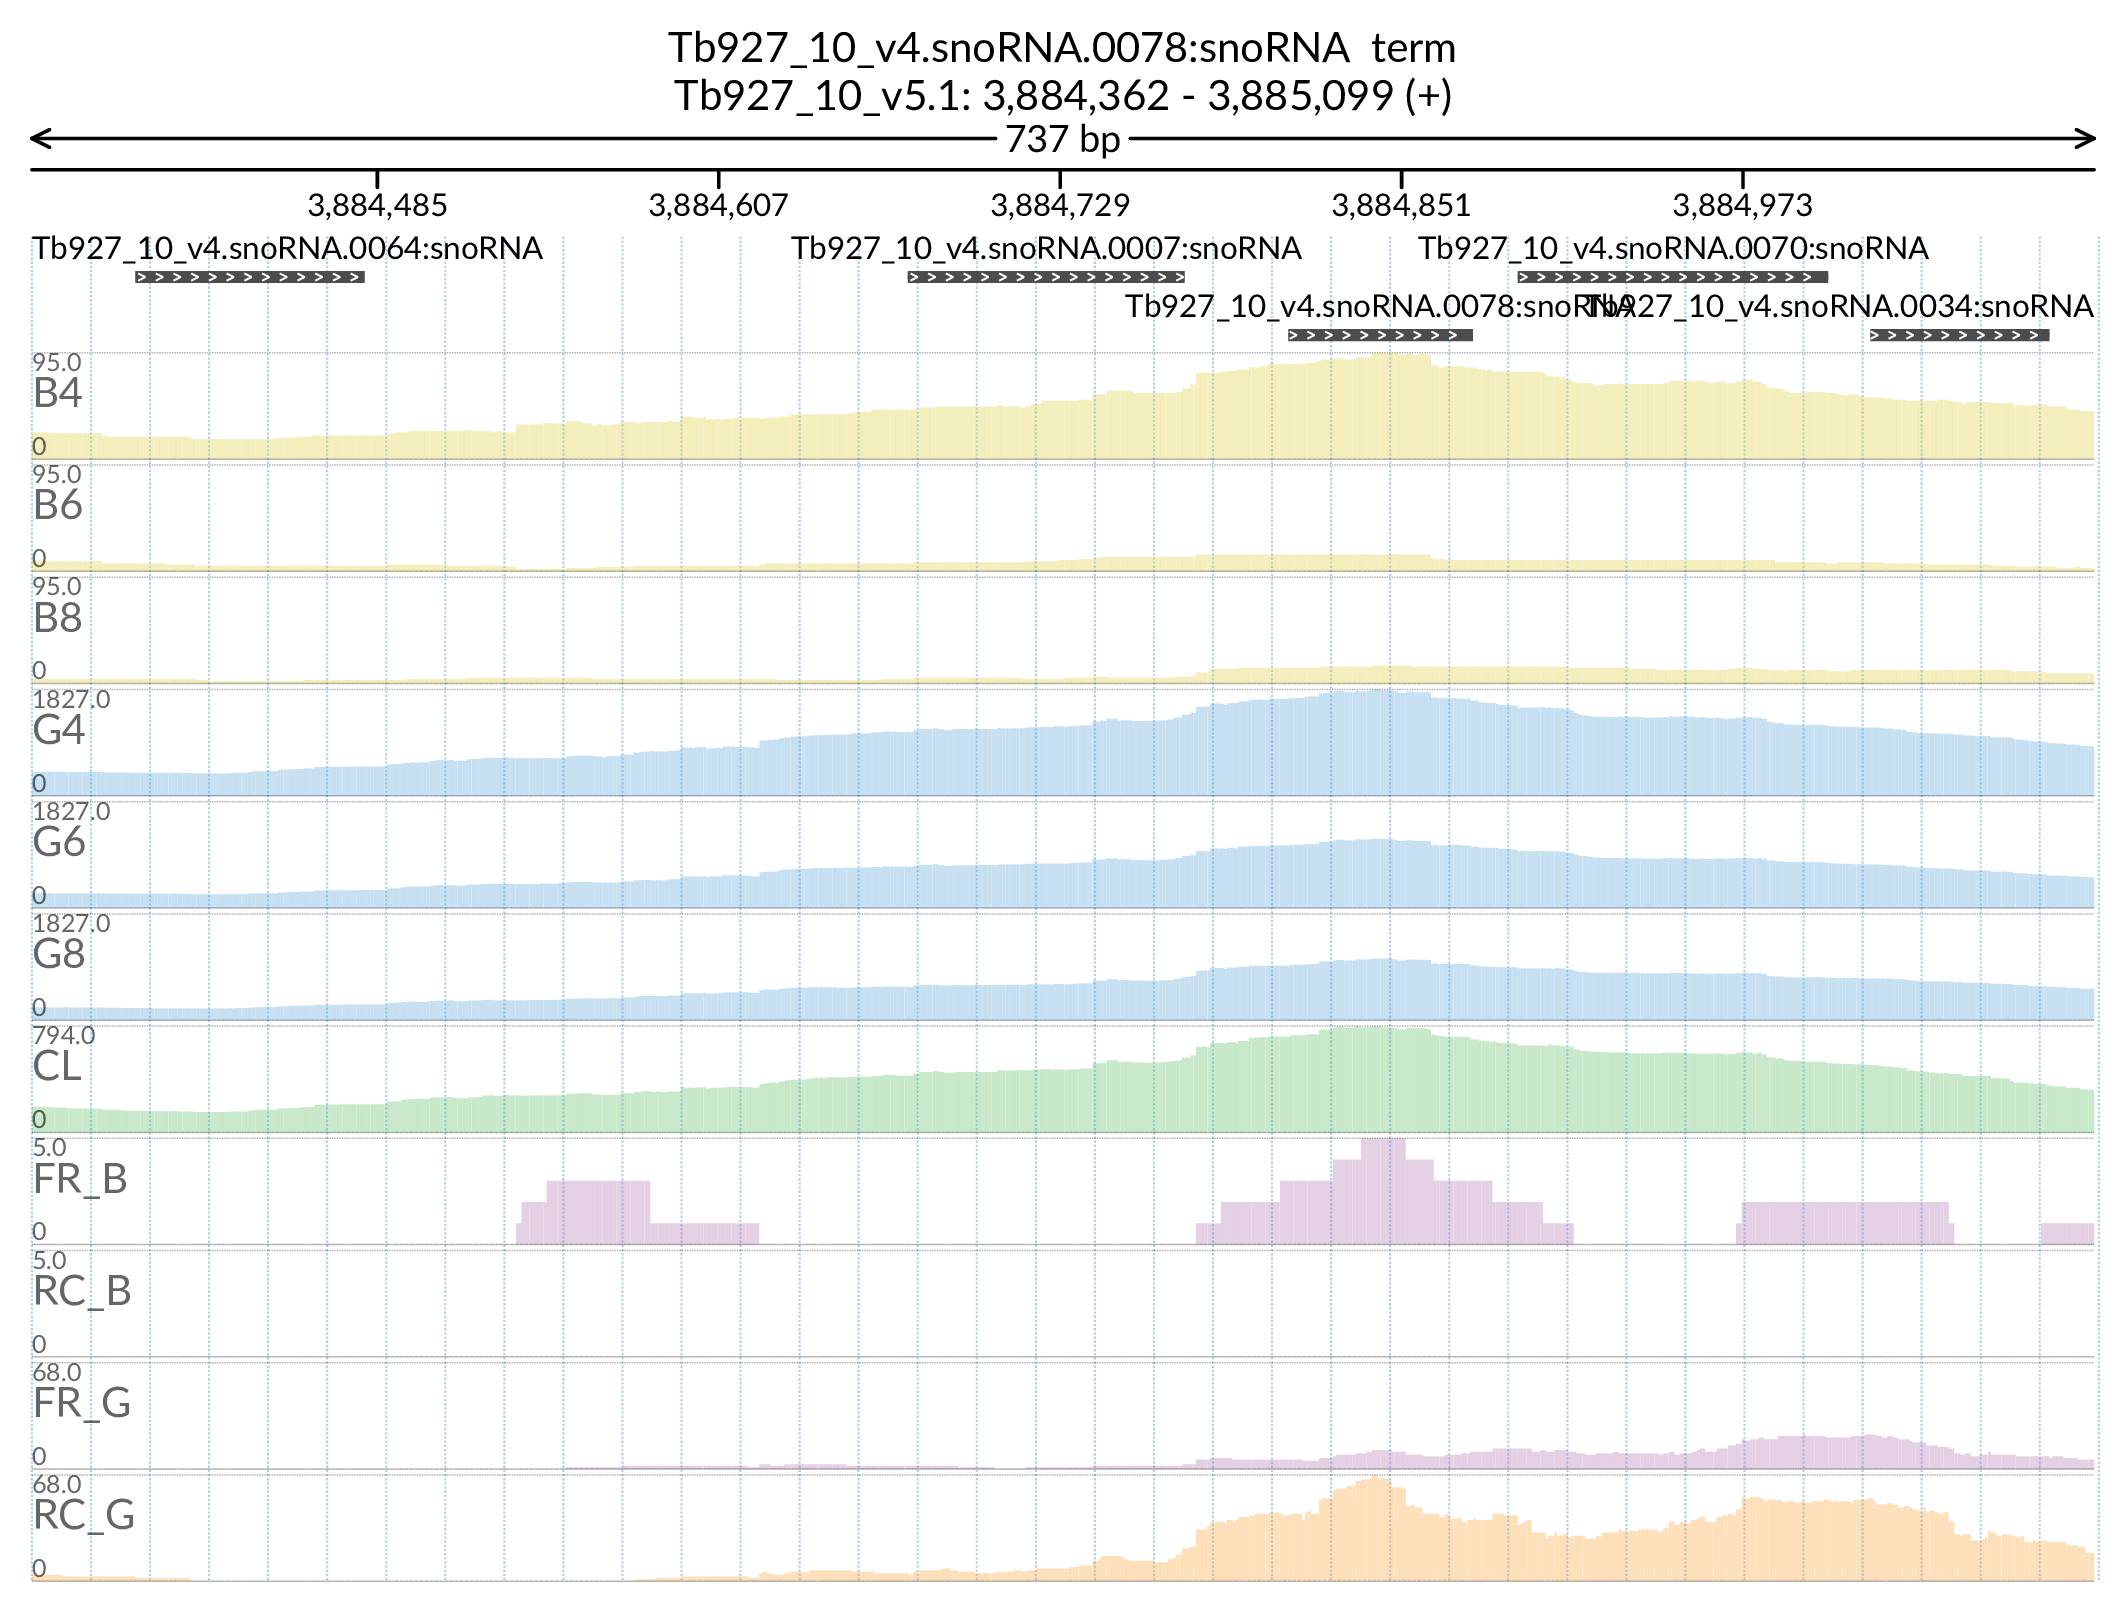 Tb927_10_v4.snoRNA.0078:snoRNA term
Tb927_10_v5.1: 3,884,362 - 3,885,099 (+)
737 bp
3,884,485 3,884,607 3,884,729 3,884,851 3,884,973
Tb927_10_v4.snoRNA.0064:snoRNA Tb927_10_v4.snoRNA.0007:snoRNA Tb927_10_v4.snoRNA.0070:snoRNA
Tb927_10_v4.snoRNA.0078:snoRNA Tb927_10_v4.snoRNA.0034:snoRNA
95.0
B4
0
95.0
B6
0
95.0
B8
0
1827.0
G4
0
1827.0
G6
0
1827.0
G8
0
794.0
CL
0
5.0
FR_B
0
5.0
RC_B
0
68.0
FR_G
0
68.0
RC_G
0